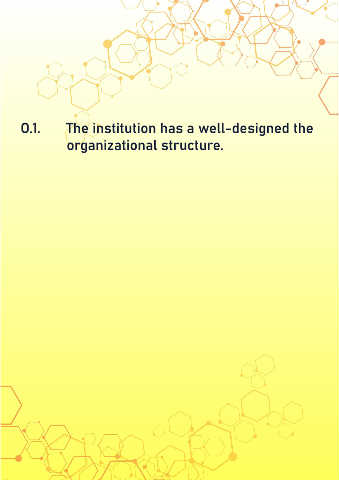 O.1. The institution has a well-designed the
organizational structure.